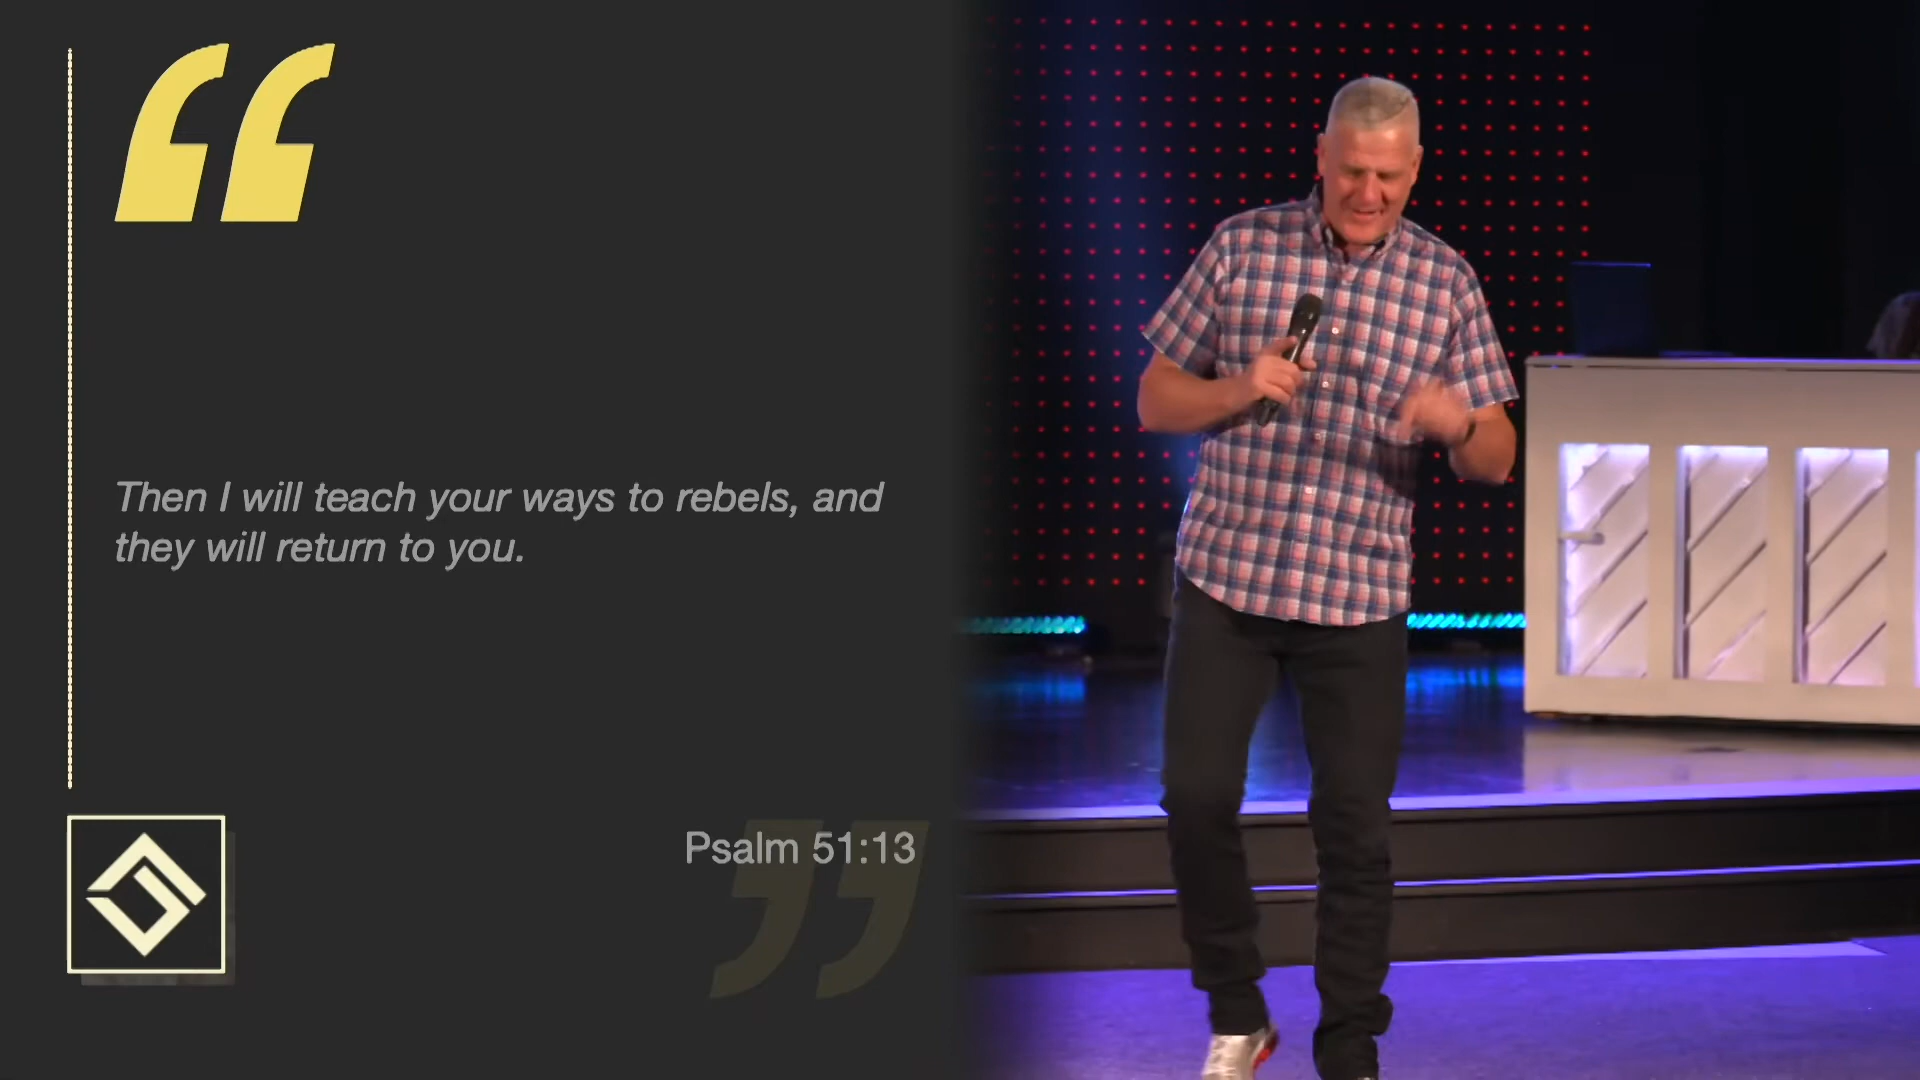 Then I will teach your ways to rebels, and
they will return to you.
Psalm 51:13